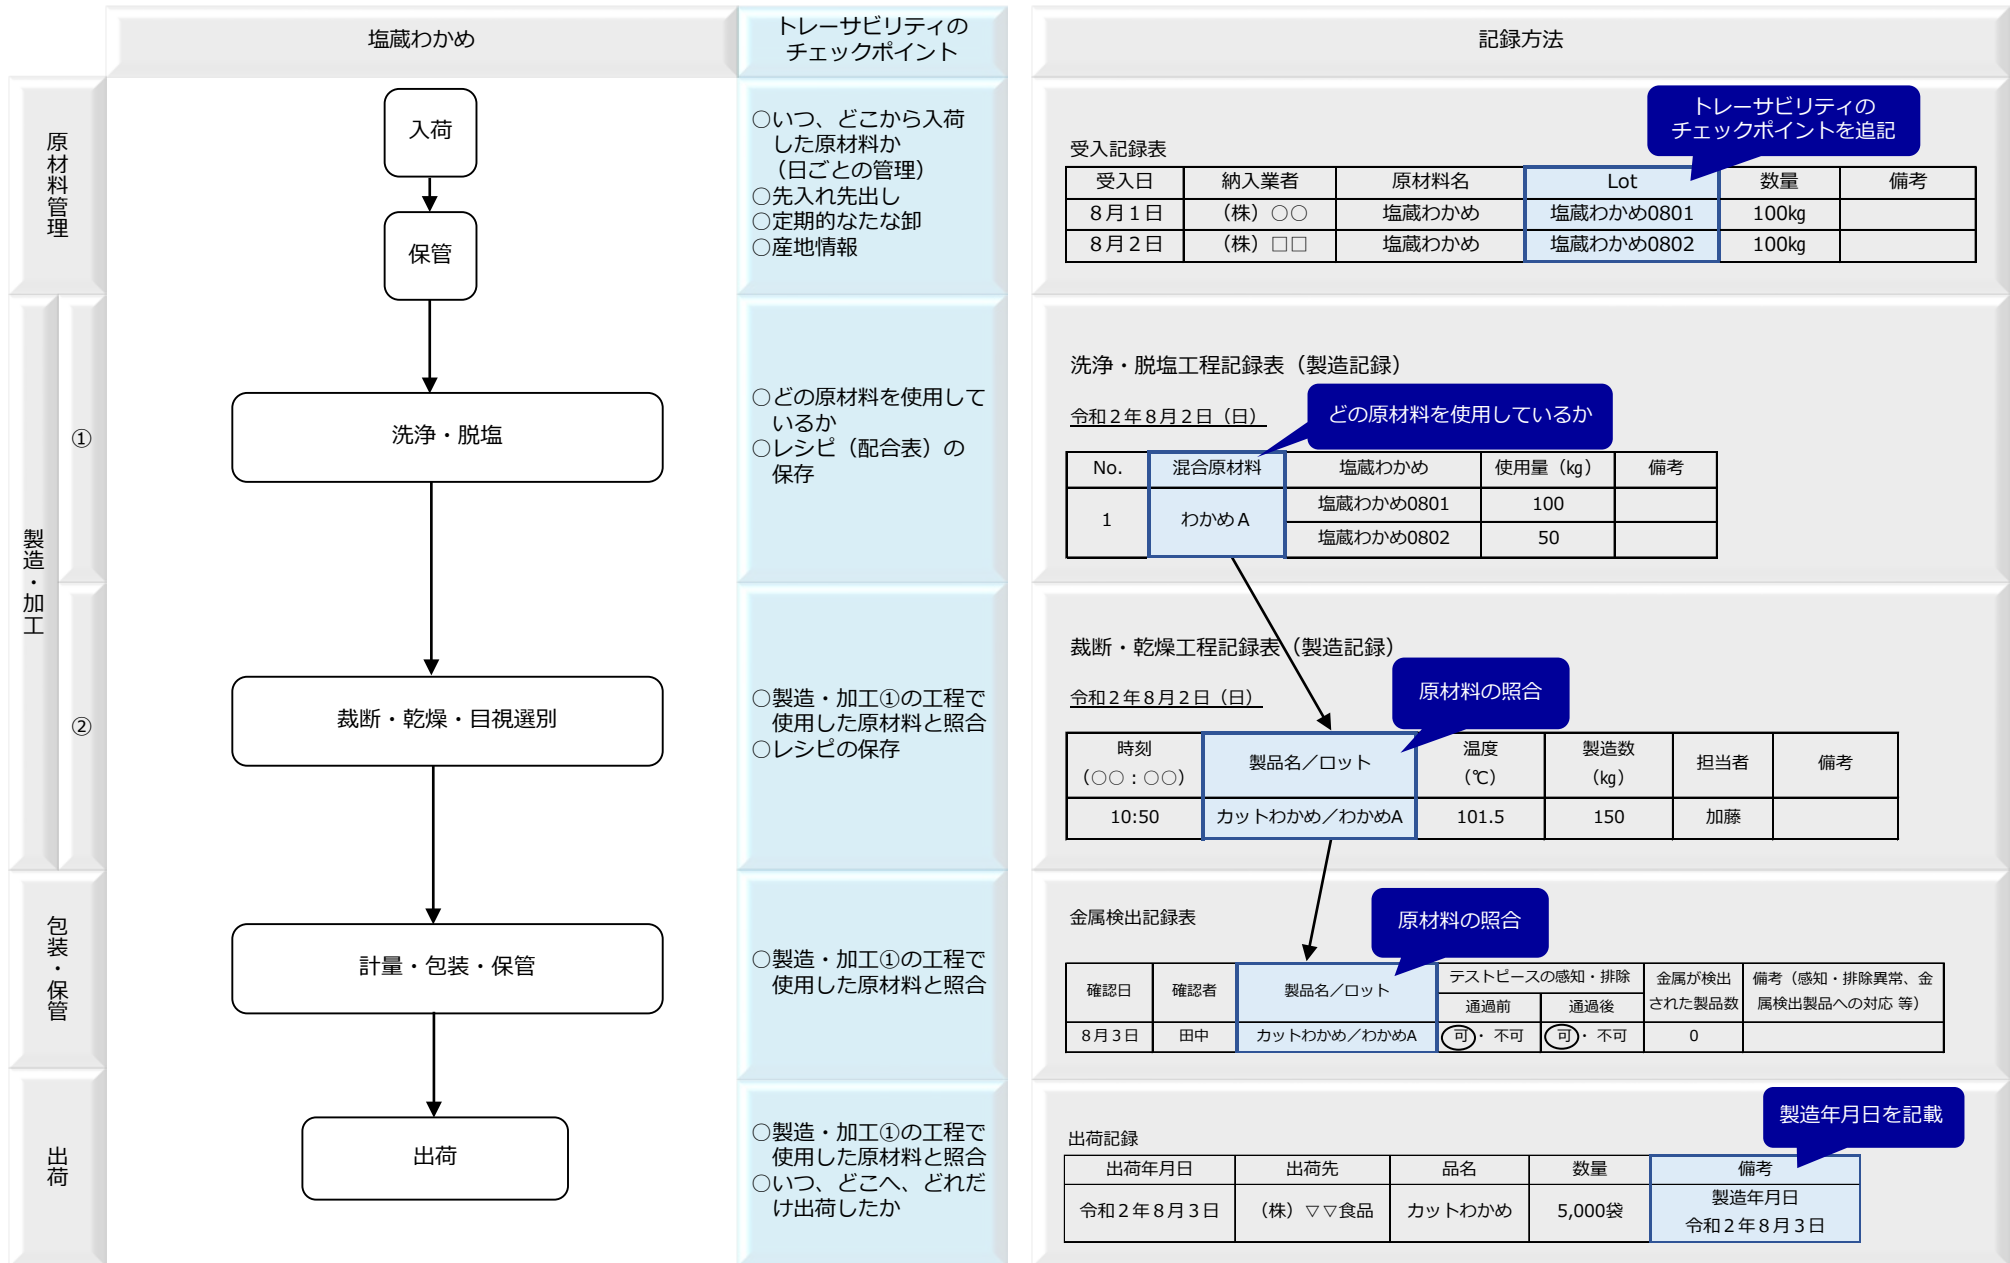 塩蔵わかめ
トレーサビリティの
チェックポイント
記録方法
原材料管理
入荷
保管
○いつ、どこから入荷
した原材料か
（日ごとの管理）
○先入れ先出し
○定期的なたな卸
○産地情報
トレーサビリティの
チェックポイントを追記
受入記録表
受入日 納入業者 原材料名 Lot 数量 備考
８月１日 （株）○○ 塩蔵わかめ 塩蔵わかめ0801 100㎏
８月２日 （株）□□ 塩蔵わかめ 塩蔵わかめ0802 100㎏
製造・加工
①
洗浄・脱塩
○どの原材料を使用して
いるか
○レシピ（配合表）の
保存
洗浄・脱塩工程記録表（製造記録）
令和２年８月２日（日）
どの原材料を使用しているか
No. 混合原材料 塩蔵わかめ 使用量（㎏） 備考
1 わかめＡ 塩蔵わかめ0801 100
塩蔵わかめ0802 50
②
裁断・乾燥・目視選別
○製造・加工①の工程で
使用した原材料と照合
○レシピの保存
裁断・乾燥工程記録表（製造記録）
令和２年８月２日（日）
原材料の照合
時刻 製品名／ロット 温度 製造数 担当者 備考
（○○：○○） （℃） （㎏）
10:50 カットわかめ／わかめA 101.5 150 加藤
包装・保管
計量・包装・保管
○製造・加工①の工程で
使用した原材料と照合
金属検出記録表
原材料の照合
確認日 確認者 製品名／ロット テストピースの感知・排除 金属が検出 備考（感知・排除異常、金
通過前 通過後 された製品数 属検出製品への対応 等）
８月３日 田中 カットわかめ／わかめA 可・ 不可 可・ 不可 0
出荷
出荷
○製造・加工①の工程で
使用した原材料と照合
○いつ、どこへ、どれだ
け出荷したか
製造年月日を記載
出荷記録
出荷年月日 出荷先 品名 数量 備考
令和２年８月３日 （株）▽▽食品 カットわかめ 5,000袋 製造年月日
令和２年８月３日